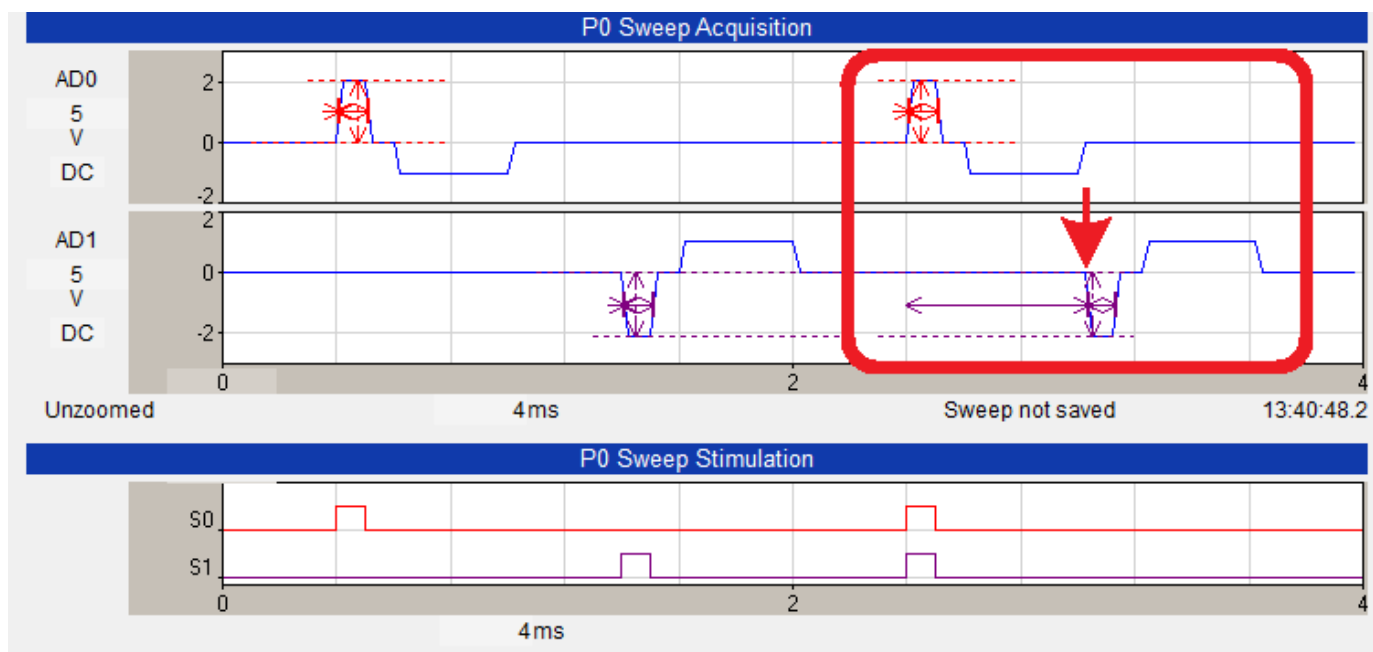 P0 Sweep Acquisition
AD0
5
V
DC
2
0
-2
AD1
5
V
DC
2
0
-2
0 2 4
Unzoomed 4ms Sweep not saved 13:40:48.2
P0 Sweep Stimulation
S0
S1
0 2 4
4ms